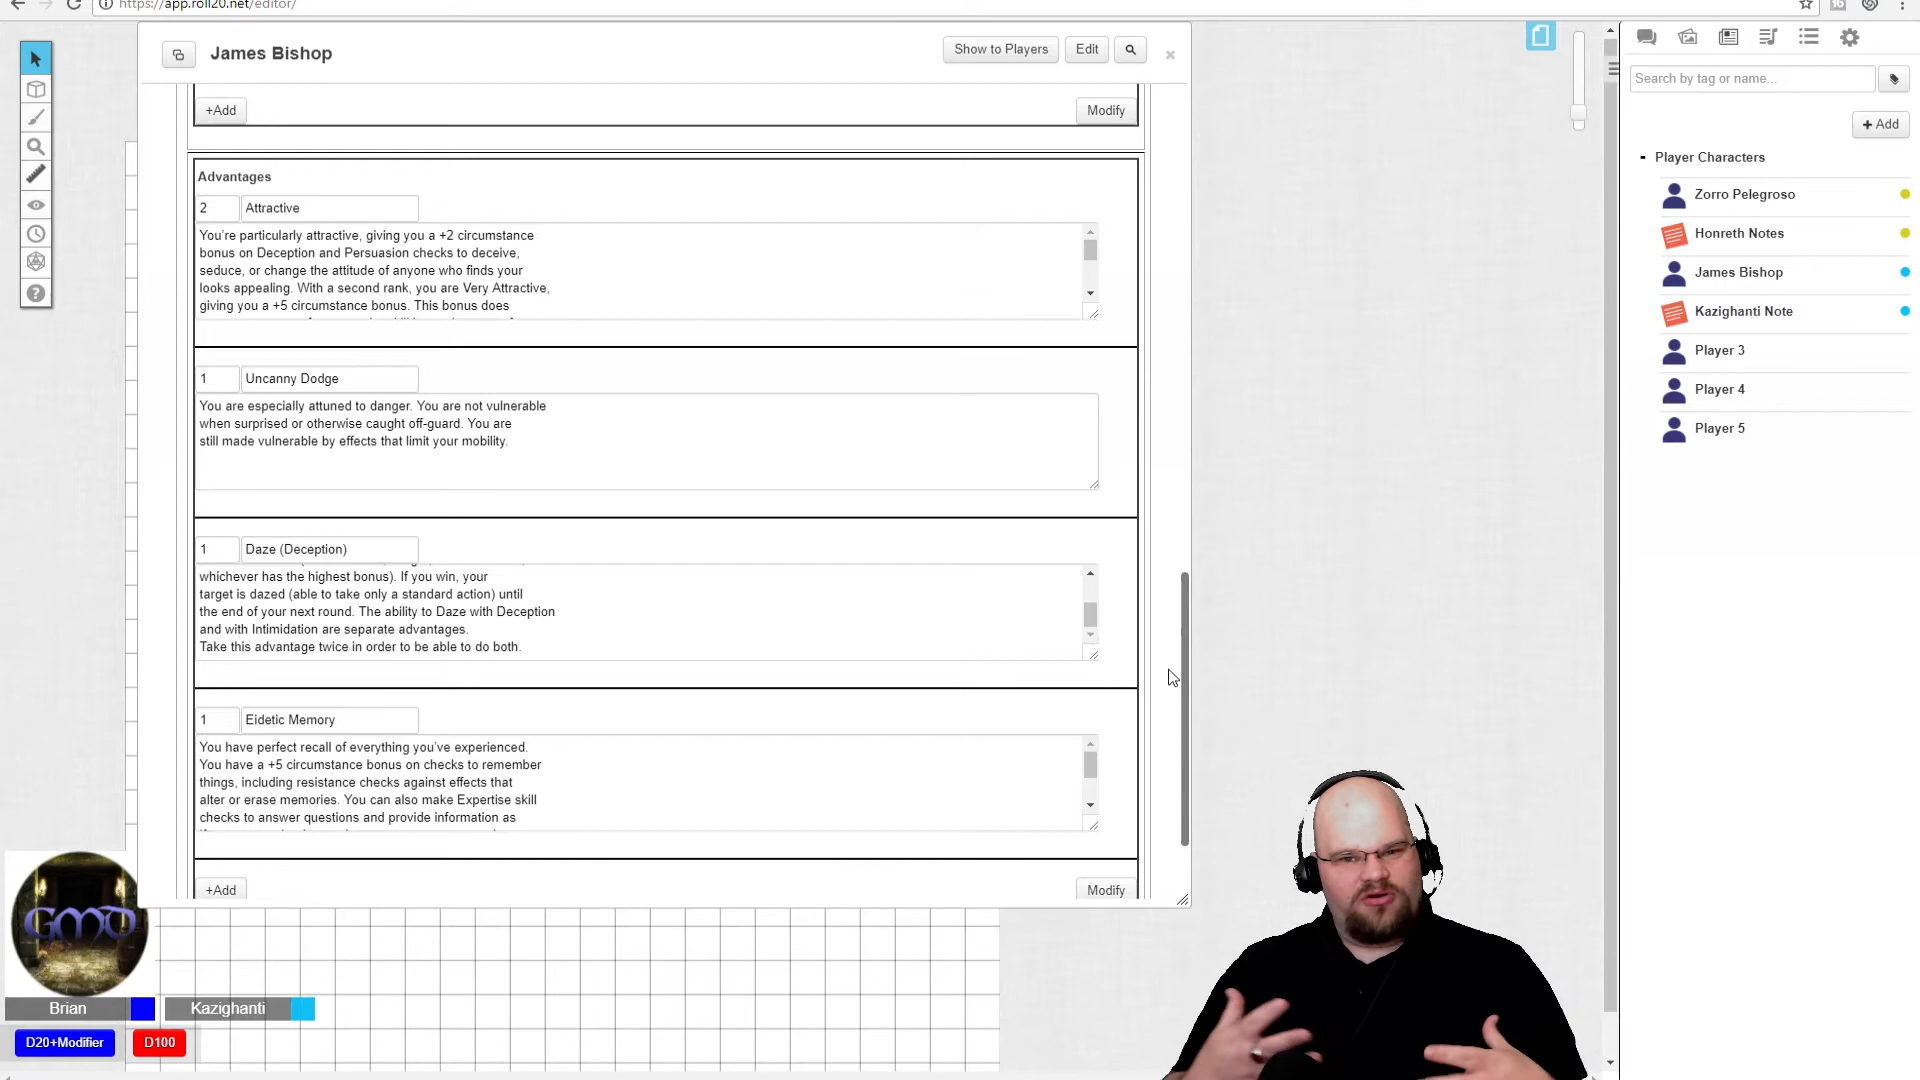 https://app.roll20.net/editor/
James Bishop
Show to Players
Edit
+Add
Modify
Advantages
2
Attractive
You're particularly attractive, giving you a +2 circumstance
bonus on Deception and Persuasion checks to deceive,
seduce, or change the attitude of anyone who finds your
looks appealing. With a second rank, you are Very Attractive,
giving you a +5 circumstance bonus. This bonus does
1
Uncanny Dodge
You are especially attuned to danger. You are not vulnerable
when surprised or otherwise caught off-guard. You are
still made vulnerable by effects that limit your mobility.
1
Daze (Deception)
whichever has the highest bonus). If you win, your
target is dazed (able to take only a standard action) until
the end of your next round. The ability to Daze with Deception
and with Intimidation are separate advantages.
Take this advantage twice in order to be able to do both.
1
Eidetic Memory
You have perfect recall of everything you've experienced.
You have a +5 circumstance bonus on checks to remember
things, including resistance checks against effects that
alter or erase memories. You can also make Expertise skill
checks to answer questions and provide information as
+Add
Modify
GMD
Brian
Kazighanti
D20+Modifier
D100
Search by tag or name...
+ Add
Player Characters
Zorro Pelegroso
Honreth Notes
James Bishop
Kazighanti Note
Player 3
Player 4
Player 5